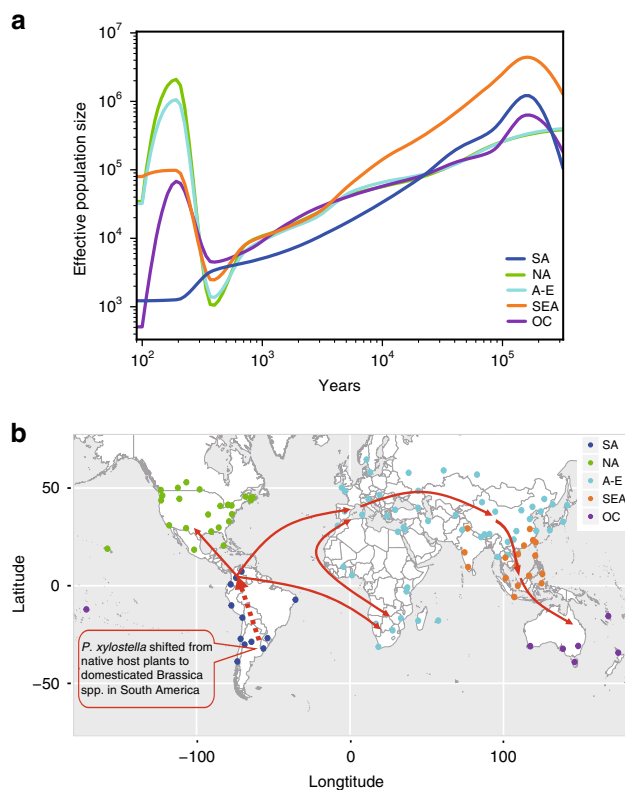 a
Effective population size
10^7
10^6
10^5
10^4
10^3
10^2
10^3
10^4
10^5
Years
SA
NA
A-E
SEA
OC
b
Latitude
50
0
−50
−100
0
100
Longtitude
SA
NA
A-E
SEA
OC
P. xylostella shifted from
native host plants to
domesticated Brassica
spp. in South America